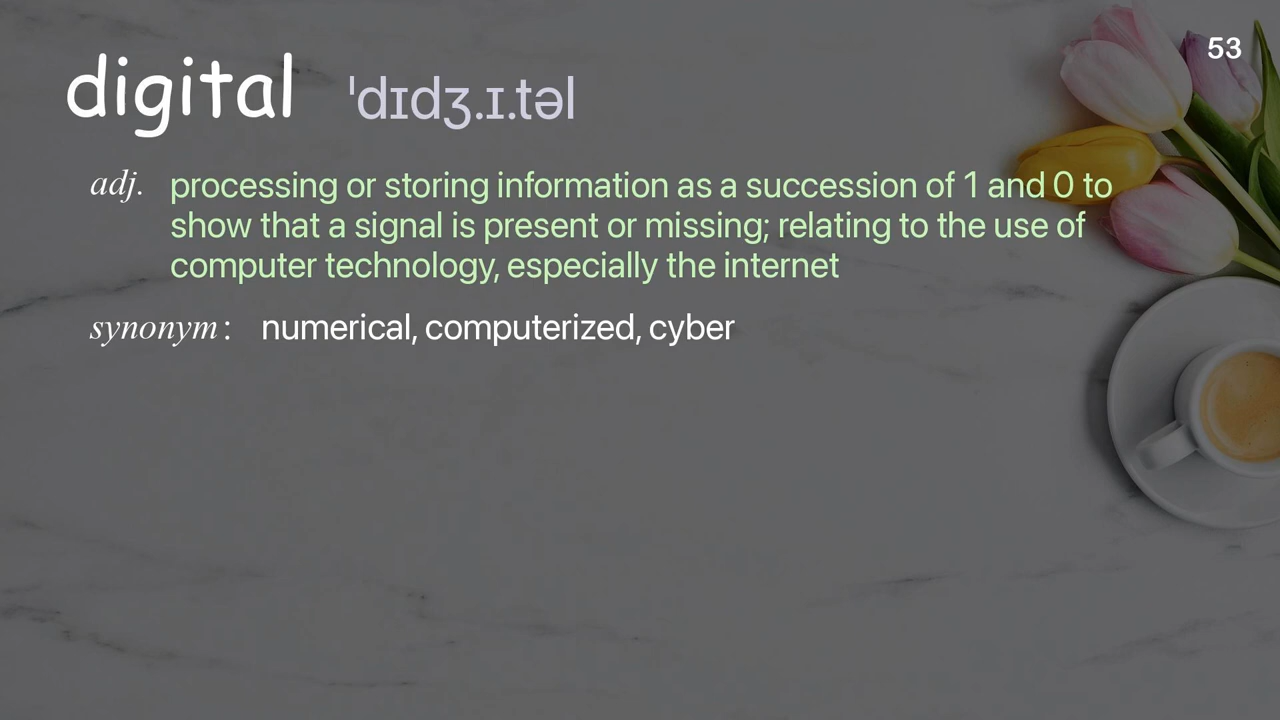 53
digital ˈdɪdʒ.ɪ.təl
adj. processing or storing information as a succession of 1 and 0 to
show that a signal is present or missing; relating to the use of
computer technology, especially the internet
synonym: numerical, computerized, cyber